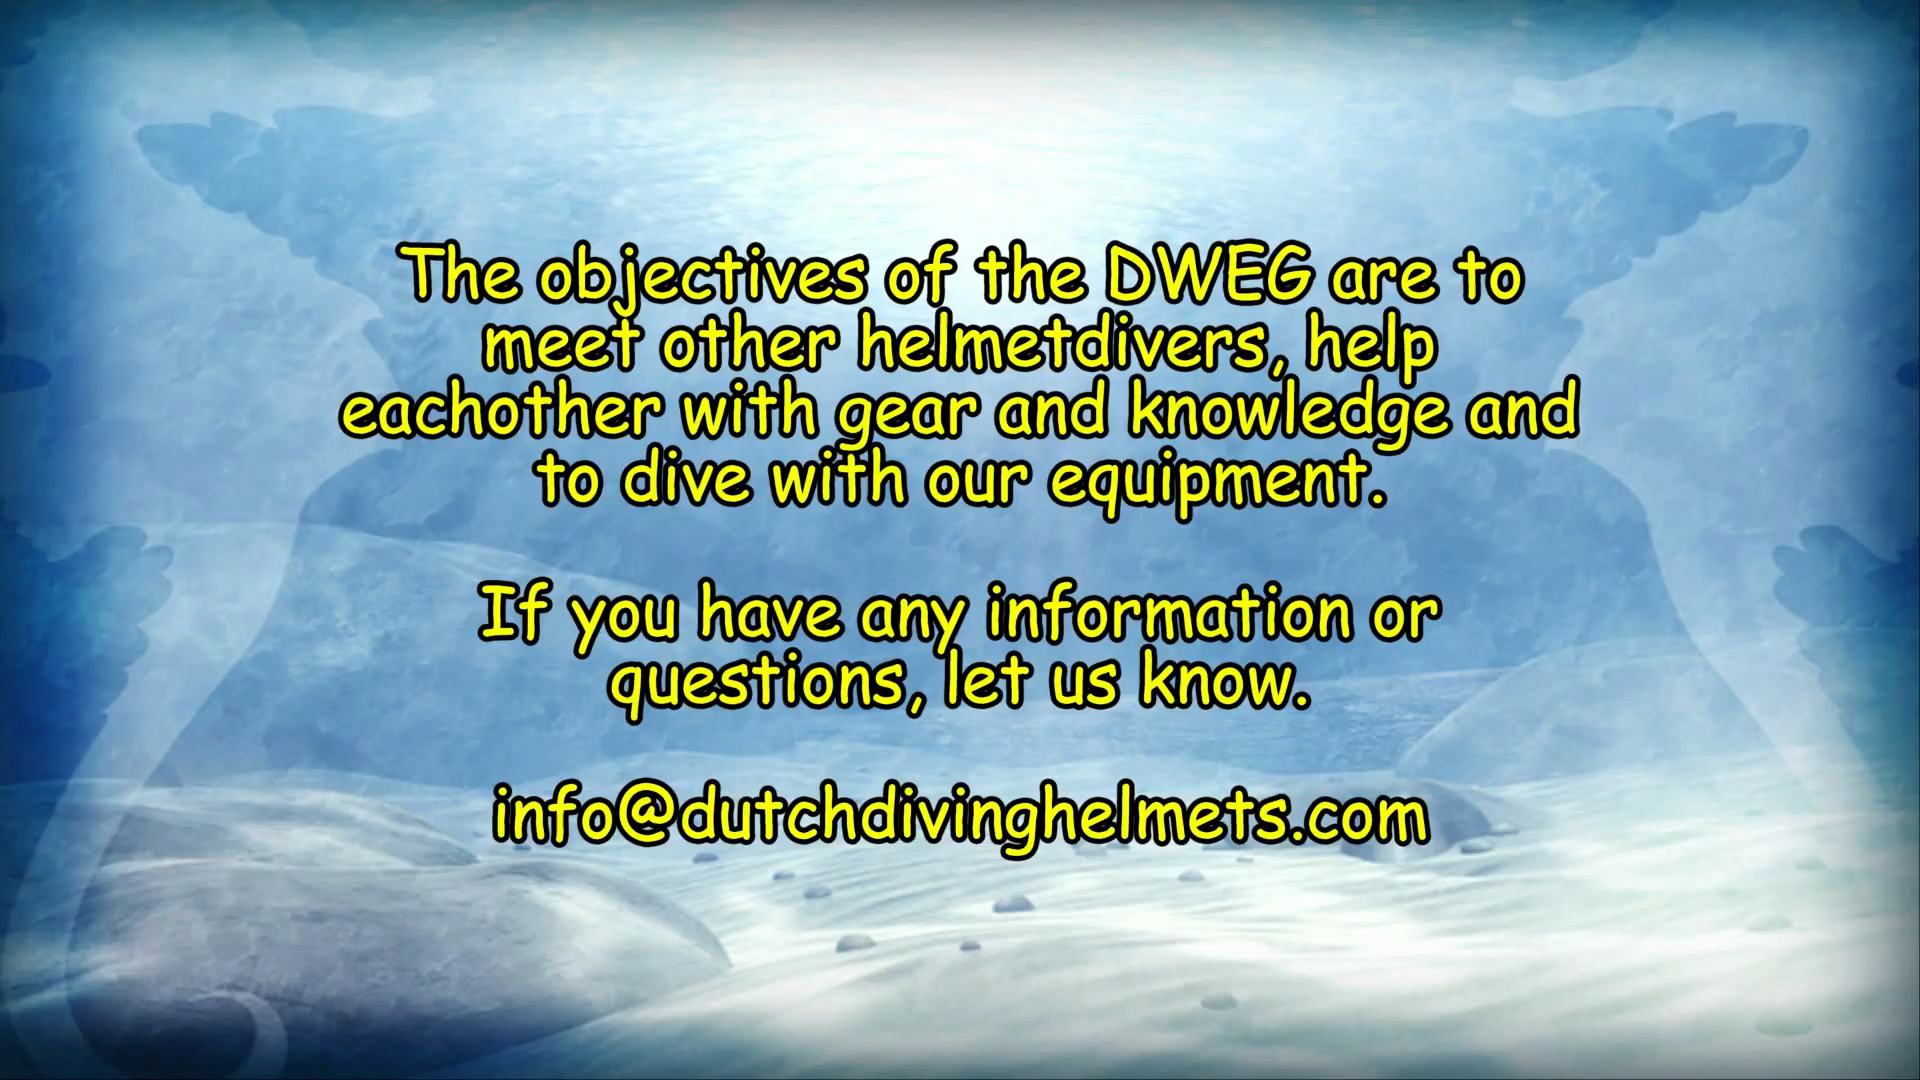 The objectives of the DWEG are to
meet other helmetdivers, help
eachother with gear and knowledge and
to dive with our equipment.
If you have any information or
questions, let us know.
info@dutchdivinghelmets.com